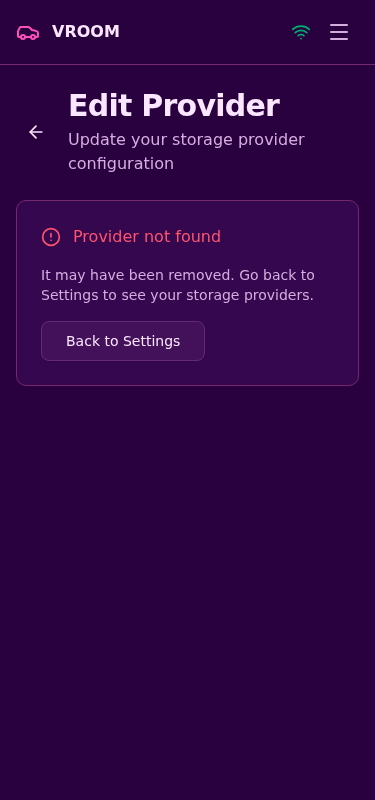 VROOM
Edit Provider
Update your storage provider
configuration
Provider not found
It may have been removed. Go back to
Settings to see your storage providers.
Back to Settings